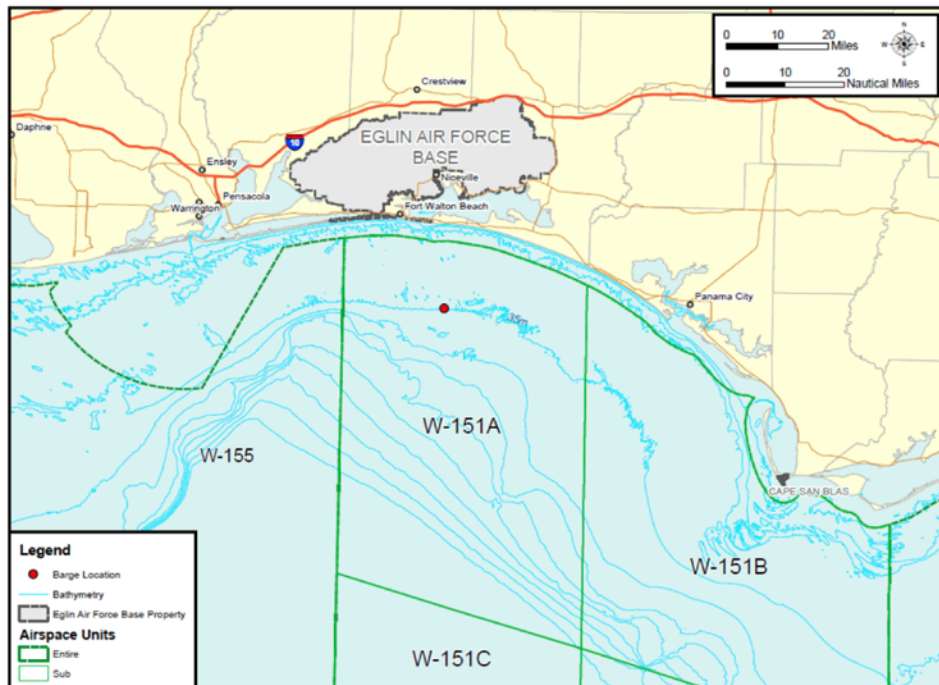 0 10 20
Miles
0 10 20
Nautical Miles
N
W E
S
Crestview
Daphne
EGLIN AIR FORCE
BASE
10
Ensley
Niceville
Pensacola
Warrington
Fort Walton Beach
Panama City
35m
W-151A
W-155
CAPE SAN BLAS
W-151B
W-151C
Legend
Barge Location
Bathymetry
Eglin Air Force Base Property
Airspace Units
Entire
Sub